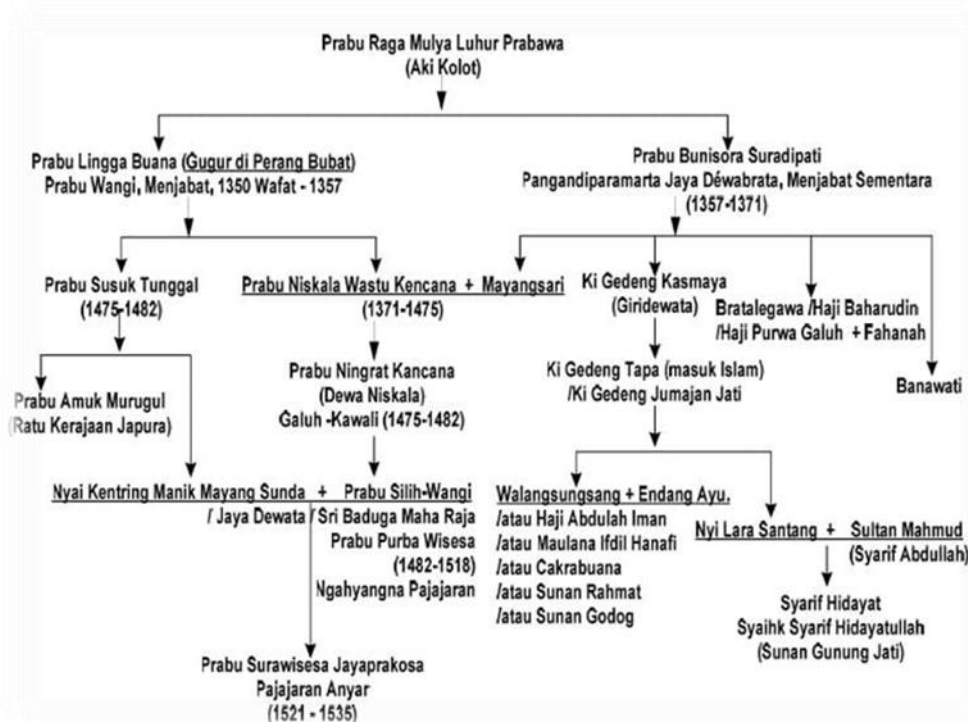 Prabu Raga Mulya Luhur Prabawa
(Aki Kolot)
Prabu Lingga Buana (Gugur di Perang Bubat)
Prabu Wangi, Menjabat, 1350 Wafat - 1357
Prabu Bunisora Suradipati
Pangandiparamarta Jaya Déwabrata, Menjabat Sementara
(1357-1371)
Prabu Susuk Tunggal
(1475-1482)
Prabu Niskala Wastu Kencana + Mayangsari
(1371-1475)
Ki Gedeng Kasmaya
(Giridewata)
Bratalegawa /Haji Baharudin
/Haji Purwa Galuh + Fahanah
Banawati
Prabu Amuk Murugul
(Ratu Kerajaan Japura)
Prabu Ningrat Kancana
(Dewa Niskala)
Galuh -Kawali (1475-1482)
Ki Gedeng Tapa (masuk Islam)
/Ki Gedeng Jumajan Jati
Nyai Kentring Manik Mayang Sunda + Prabu Silih-Wangi
/ Jaya Dewata / Sri Baduga Maha Raja
Prabu Purba Wisesa
(1482-1518)
Ngahyangna Pajajaran
Walangsungsang + Endang Ayu.
/atau Haji Abdulah Iman
/atau Maulana Ifdil Hanafi
/atau Cakrabuana
/atau Sunan Rahmat
/atau Sunan Godog
Nyi Lara Santang + Sultan Mahmud
(Syarif Abdullah)
Syarif Hidayat
Syaihk Syarif Hidayatullah
(Sunan Gunung Jati)
Prabu Surawisesa Jayaprakosa
Pajajaran Anyar
(1521 - 1535)